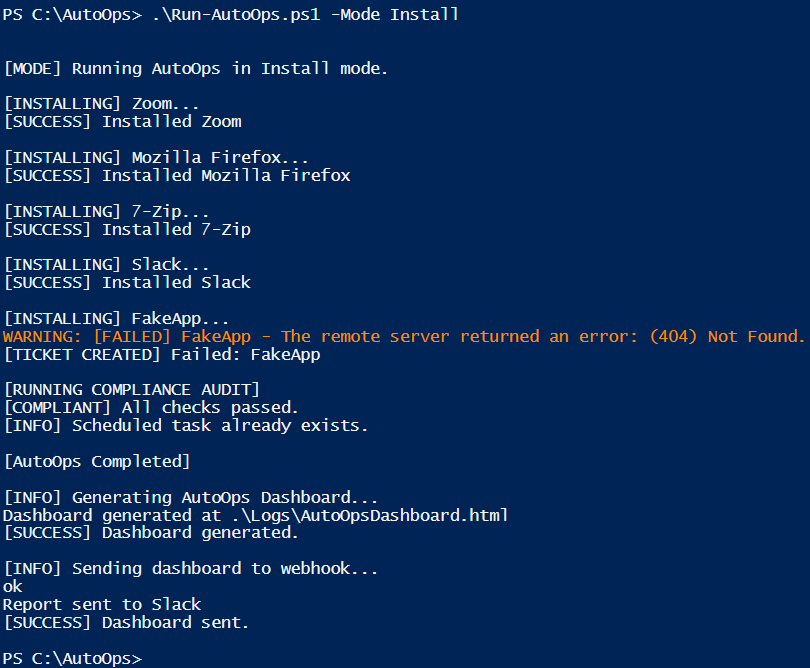 PS C:\AutoOps> .\Run-AutoOps.ps1 -Mode Install
[MODE] Running AutoOps in Install mode.
[INSTALLING] Zoom...
[SUCCESS] Installed Zoom
[INSTALLING] Mozilla Firefox...
[SUCCESS] Installed Mozilla Firefox
[INSTALLING] 7-Zip...
[SUCCESS] Installed 7-Zip
[INSTALLING] Slack...
[SUCCESS] Installed Slack
[INSTALLING] FakeApp...
WARNING: [FAILED] FakeApp - The remote server returned an error: (404) Not Found.
[TICKET CREATED] Failed: FakeApp
[RUNNING COMPLIANCE AUDIT]
[COMPLIANT] All checks passed.
[INFO] Scheduled task already exists.
[AutoOps Completed]
[INFO] Generating AutoOps Dashboard...
Dashboard generated at .\Logs\AutoOpsDashboard.html
[SUCCESS] Dashboard generated.
[INFO] Sending dashboard to webhook...
ok
Report sent to Slack
[SUCCESS] Dashboard sent.
PS C:\AutoOps>